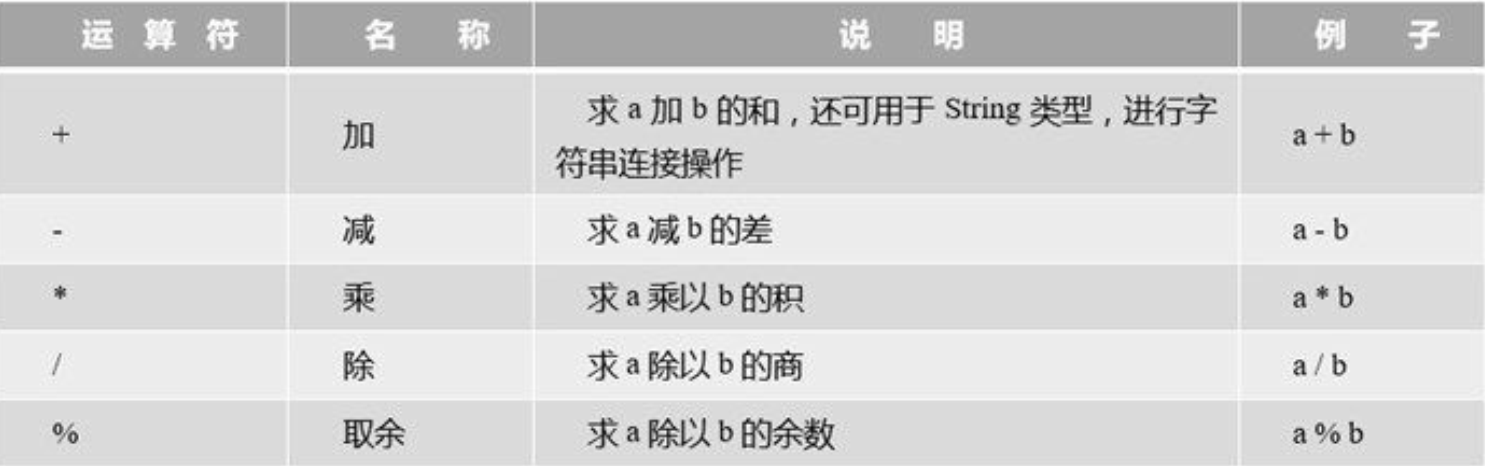 运 算 符 名 称 说 明 例 子
+ 加 求 a 加 b 的和，还可用于 String 类型，进行字
符串连接操作 a + b
- 减 求 a 减 b 的差 a - b
* 乘 求 a 乘以 b 的积 a * b
/ 除 求 a 除以 b 的商 a / b
% 取余 求 a 除以 b 的余数 a % b